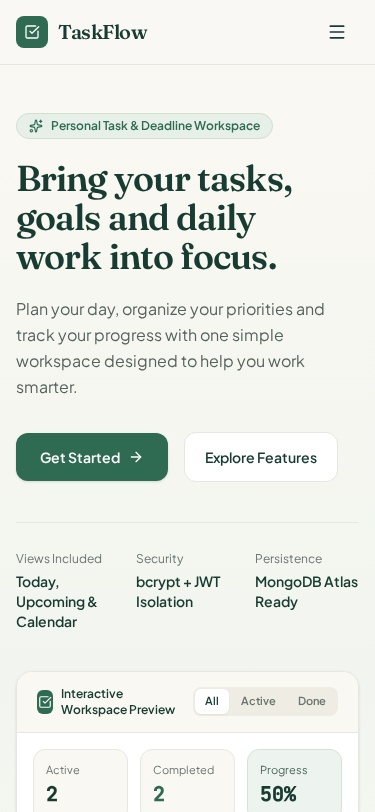 TaskFlow
Personal Task & Deadline Workspace
Bring your tasks,
goals and daily
work into focus.
Plan your day, organize your priorities and
track your progress with one simple
workspace designed to help you work
smarter.
Get Started
Explore Features
Views Included
Today,
Upcoming &
Calendar
Security
bcrypt + JWT
Isolation
Persistence
MongoDB Atlas
Ready
Interactive
Workspace Preview
All
Active
Done
Active
2
Completed
2
Progress
50%